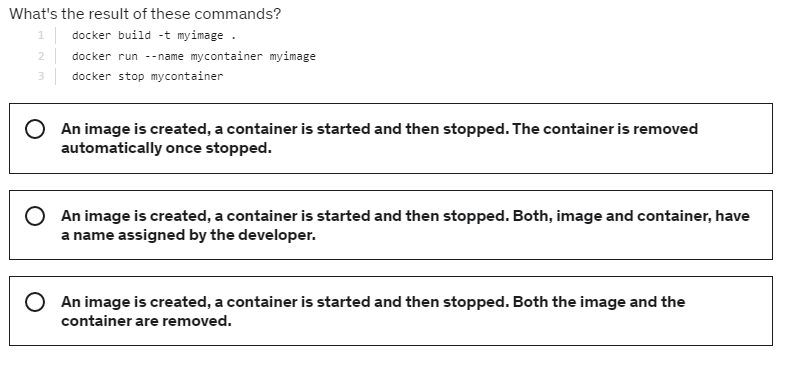 What's the result of these commands?
1 docker build -t myimage .
2 docker run --name mycontainer myimage
3 docker stop mycontainer
An image is created, a container is started and then stopped. The container is removed
automatically once stopped.
An image is created, a container is started and then stopped. Both, image and container, have
a name assigned by the developer.
An image is created, a container is started and then stopped. Both the image and the
container are removed.